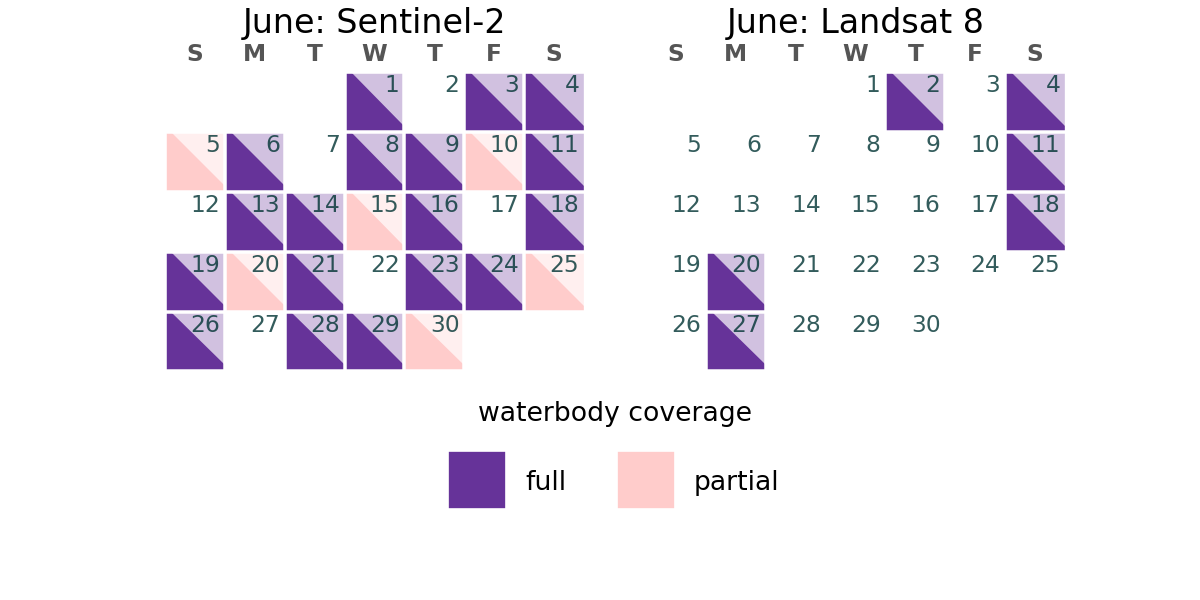 June: Sentinel-2
S M T W T F S
1 2 3 4
5 6 7 8 9 10 11
12 13 14 15 16 17 18
19 20 21 22 23 24 25
26 27 28 29 30
June: Landsat 8
S M T W T F S
1 2 3 4
5 6 7 8 9 10 11
12 13 14 15 16 17 18
19 20 21 22 23 24 25
26 27 28 29 30
waterbody coverage
full partial